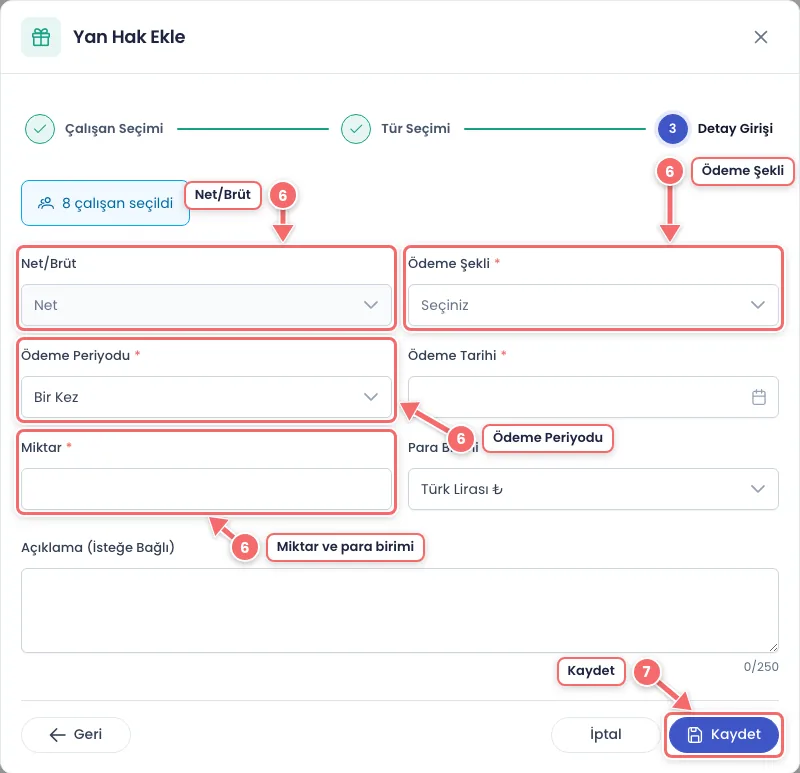 Yan Hak Ekle
Çalışan Seçimi
Tür Seçimi
3 Detay Girişi
6 Ödeme Şekli
8 çalışan seçildi
Net/Brüt 6
Net/Brüt
Ödeme Şekli *
Net
Seçiniz
Ödeme Periyodu *
Ödeme Tarihi *
Bir Kez
6 Ödeme Periyodu
Miktar *
Para B
Türk Lirası ₺
6 Miktar ve para birimi
Açıklama (İsteğe Bağlı)
0/250
Kaydet 7
Geri
İptal
Kaydet